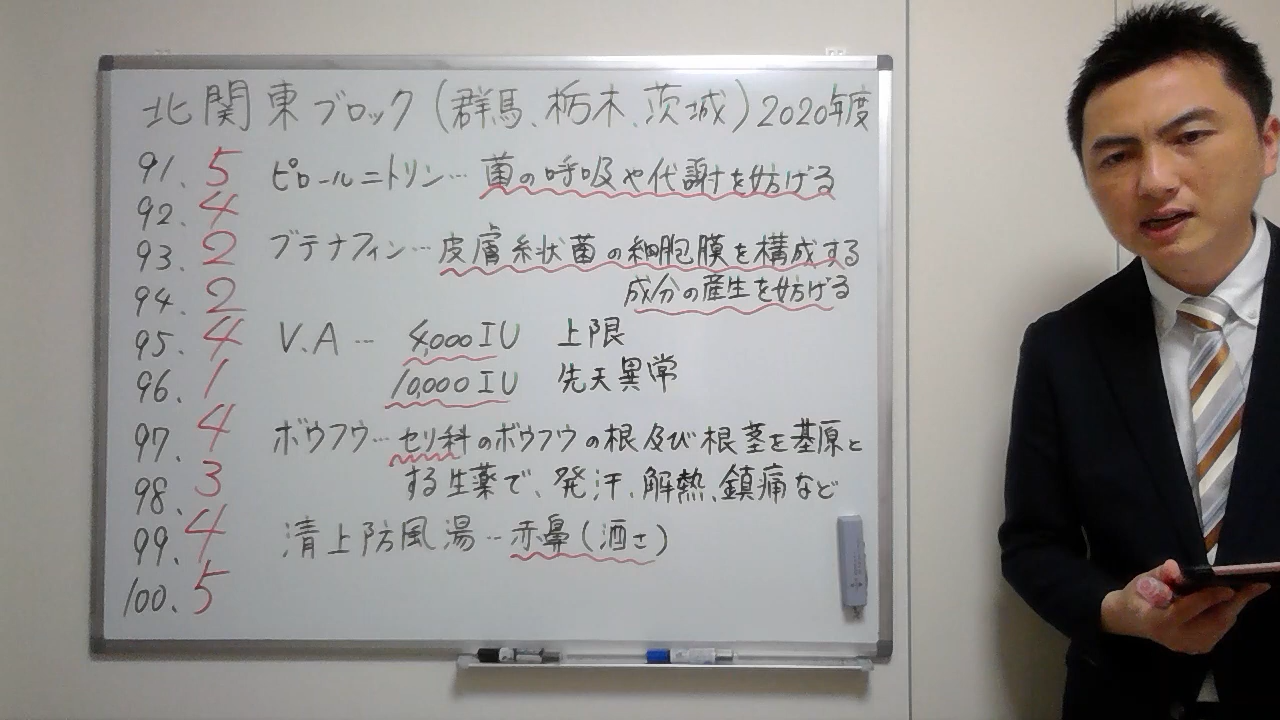 北関東ブロック(群馬、栃木、茨城)2020年度
91. 5 ピロールニトリン… 菌の呼吸や代謝を妨げる
92. 4
93. 2 ブテナフィン… 皮膚糸状菌の細胞膜を構成する
94. 2 成分の産生を妨げる
95. 4 V.A… 4,000IU 上限
96. 1 10,000IU 先天異常
97. 4 ボウフウ… セリ科のボウフウの根及び根茎を基原と
98. 3 する生薬で、発汗、解熱、鎮痛など
99. 4 清上防風湯… 赤鼻(酒さ)
100. 5